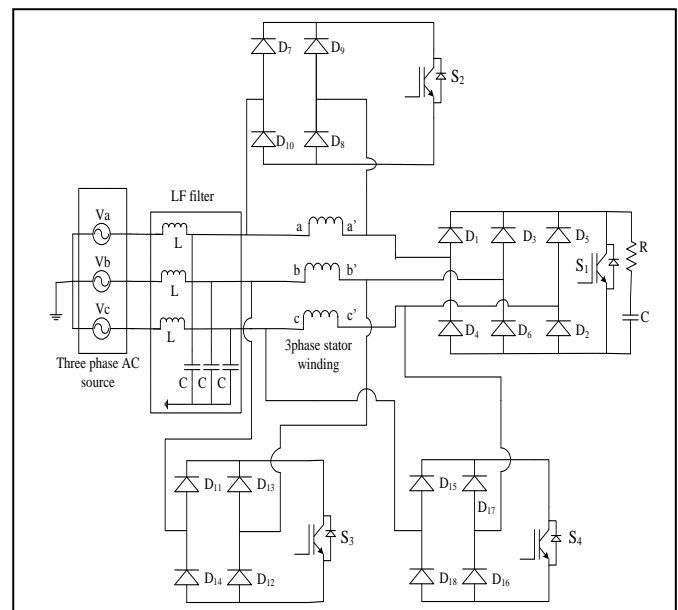 D7
D9
S2
D10
D8
LF filter
Va
L
a
a'
D1
D3
D5
R
Vb
L
b
b'
S1
Vc
L
c
c'
D4
D6
D2
C
Three phase AC
source
C
C
C
3phase stator
winding
D11
D13
D15
D17
S3
S4
D14
D12
D18
D16